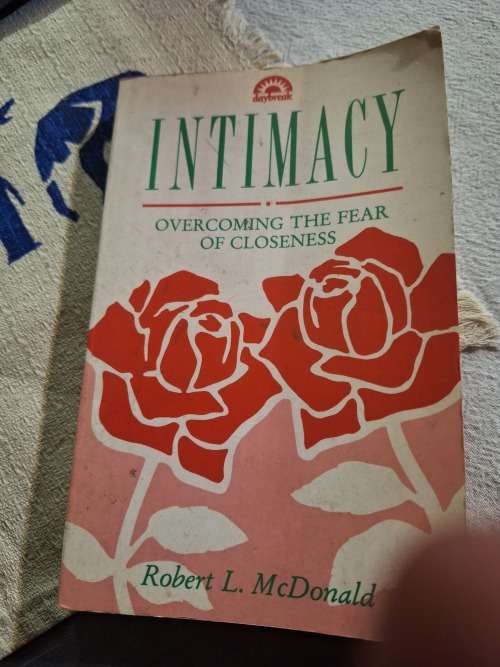 daybreak
INTIMACY
OVERCOMING THE FEAR
OF CLOSENESS
Robert L. McDonald